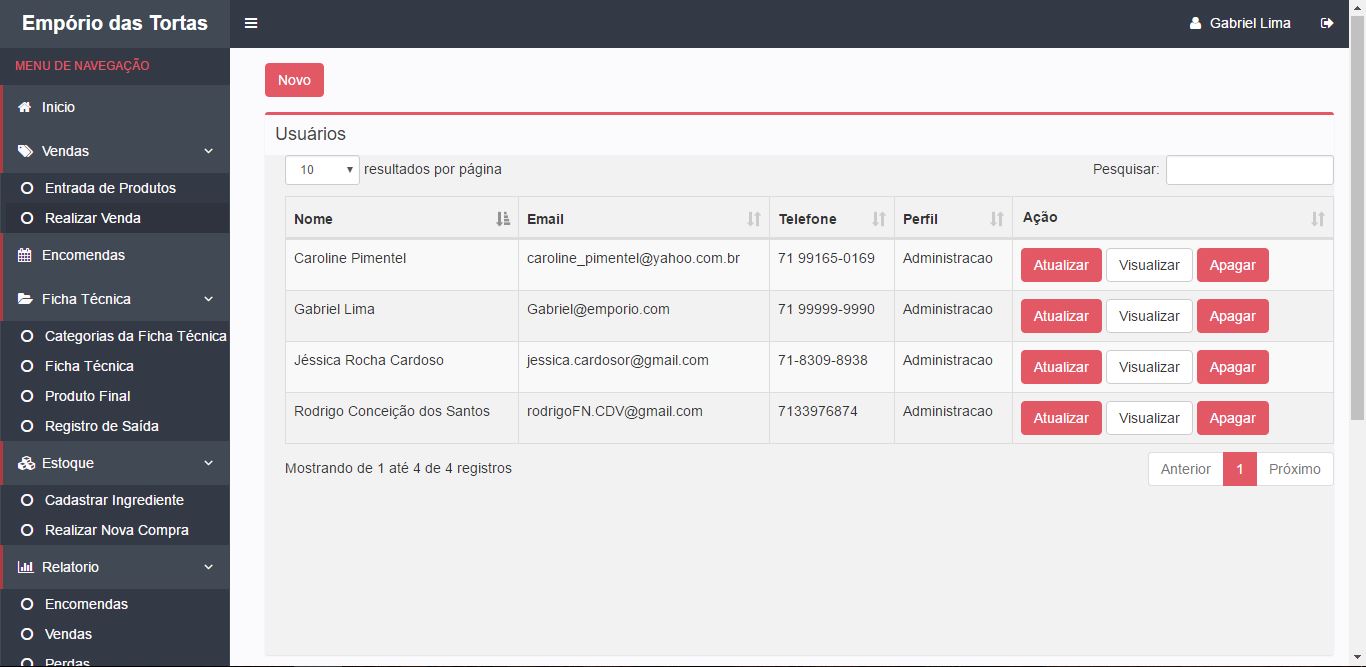 Empório das Tortas
Gabriel Lima
MENU DE NAVEGAÇÃO
Inicio
Vendas
Entrada de Produtos
Realizar Venda
Encomendas
Ficha Técnica
Categorias da Ficha Técnica
Ficha Técnica
Produto Final
Registro de Saída
Estoque
Cadastrar Ingrediente
Realizar Nova Compra
Relatorio
Encomendas
Vendas
Perdas
Novo
Usuários
10 resultados por página
Pesquisar:
Nome Email Telefone Perfil Ação
Caroline Pimentel caroline_pimentel@yahoo.com.br 71 99165-0169 Administracao Atualizar Visualizar Apagar
Gabriel Lima Gabriel@emporio.com 71 99999-9990 Administracao Atualizar Visualizar Apagar
Jéssica Rocha Cardoso jessica.cardosor@gmail.com 71-8309-8938 Administracao Atualizar Visualizar Apagar
Rodrigo Conceição dos Santos rodrigoFN.CDV@gmail.com 7133976874 Administracao Atualizar Visualizar Apagar
Mostrando de 1 até 4 de 4 registros
Anterior 1 Próximo